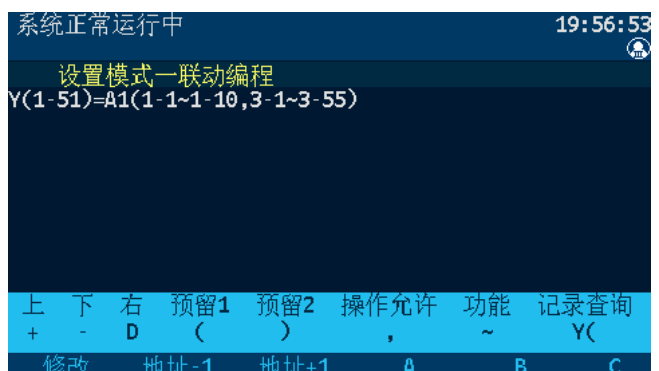 系统正常运行中 19:56:53
设置模式—联动编程
Y(1-51)=A1(1-1~1-10,3-1~3-55)
上 下 右 预留1 预留2 操作允许 功能 记录查询
+ - D ( ) , ~ Y(
修改 地址-1 地址+1 A B C